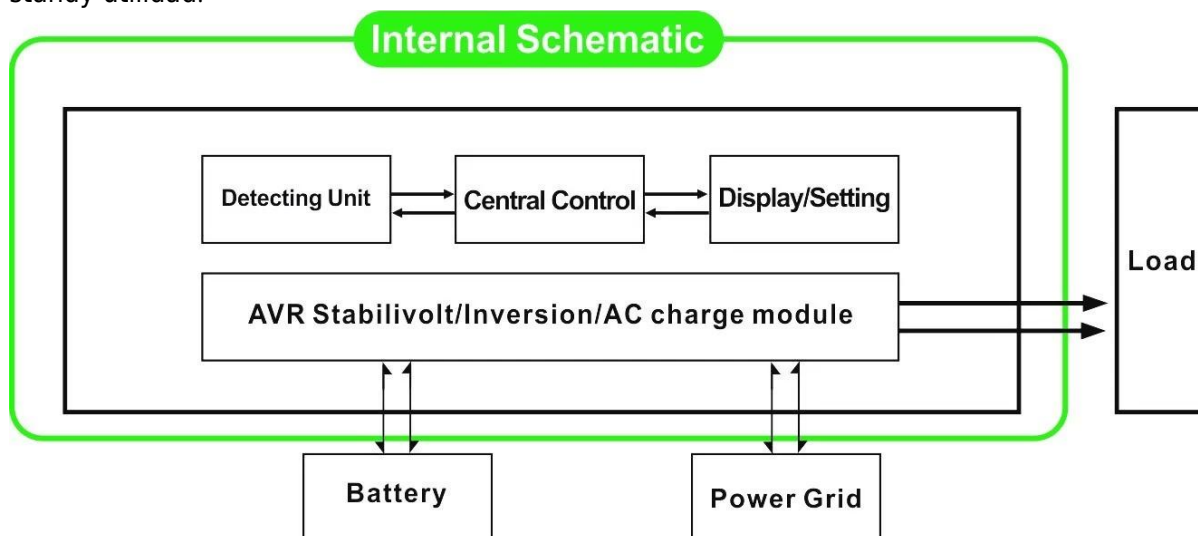 Internal Schematic
Detecting Unit
Central Control
Display/Setting
Load
AVR Stabilivolt/Inversion/AC charge module
Battery
Power Grid